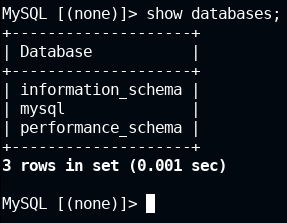 MySQL [(none)]> show databases;
+--------------------+
| Database           |
+--------------------+
| information_schema |
| mysql              |
| performance_schema |
+--------------------+
3 rows in set (0.001 sec)
MySQL [(none)]>